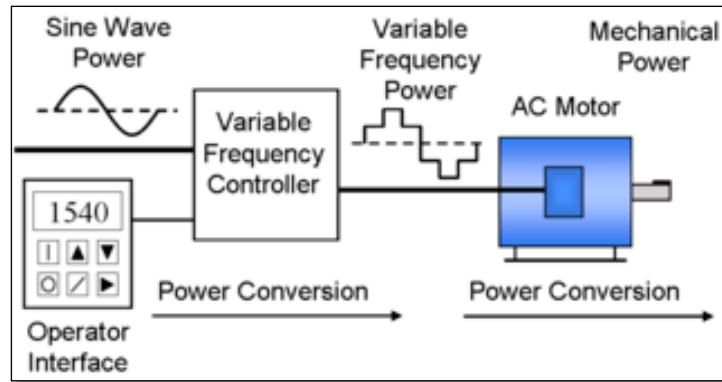 Sine Wave
Power
Variable
Frequency
Power
Mechanical
Power
AC Motor
Variable
Frequency
Controller
1540
Power Conversion
Power Conversion
Operator
Interface